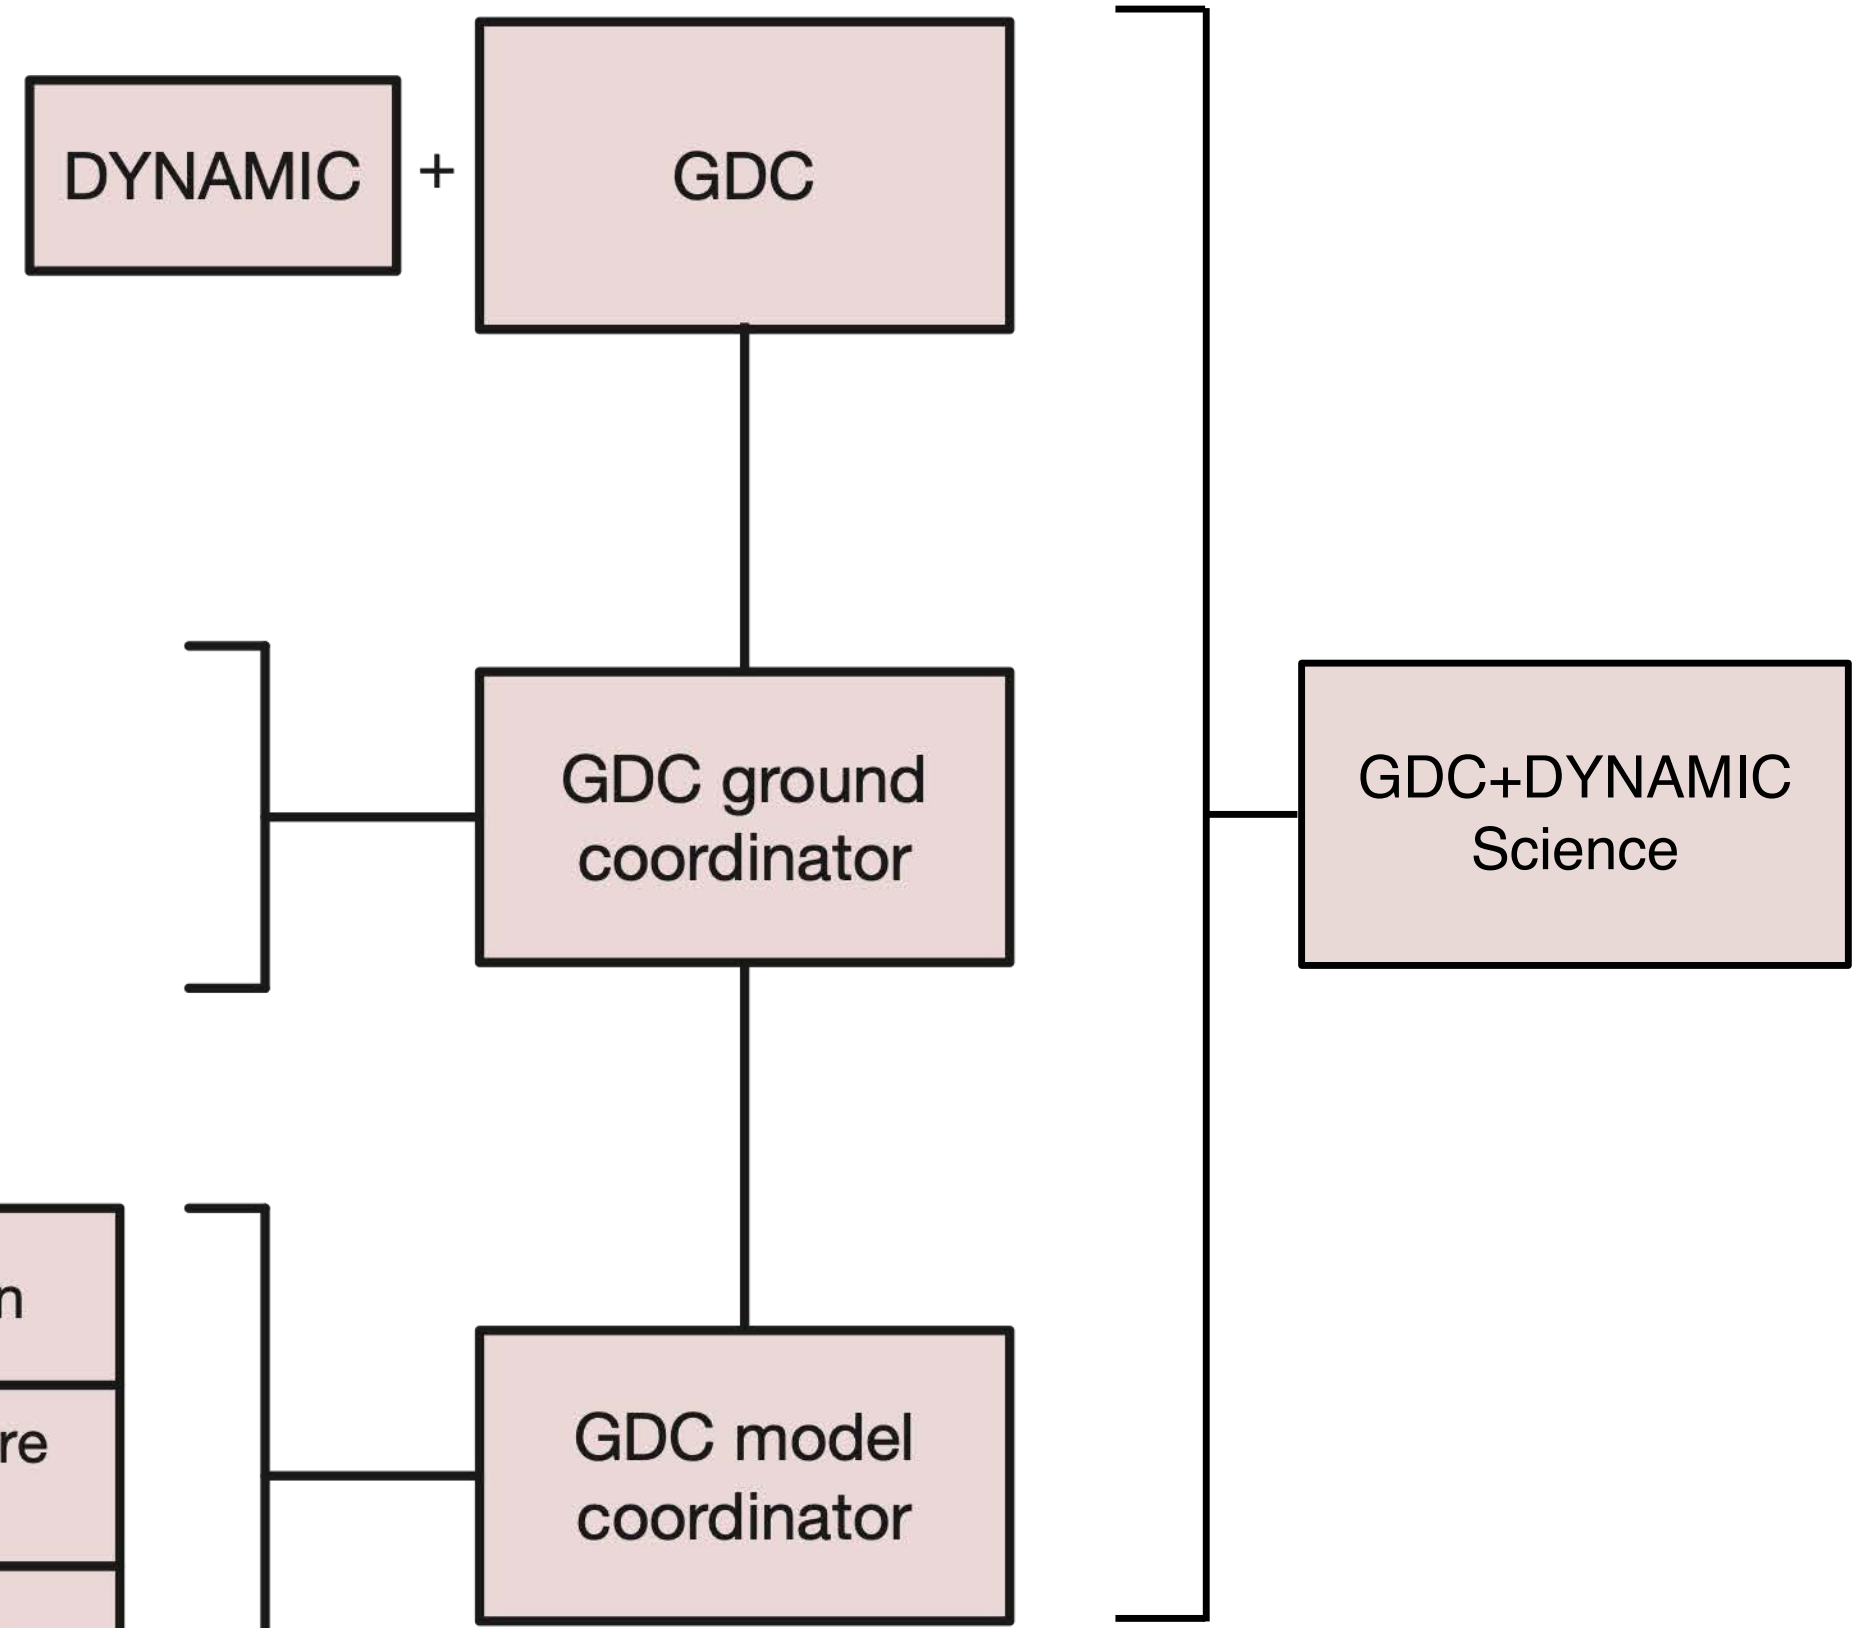 DYNAMIC + GDC
GDC ground
coordinator
GDC+DYNAMIC
Science
GDC model
coordinator